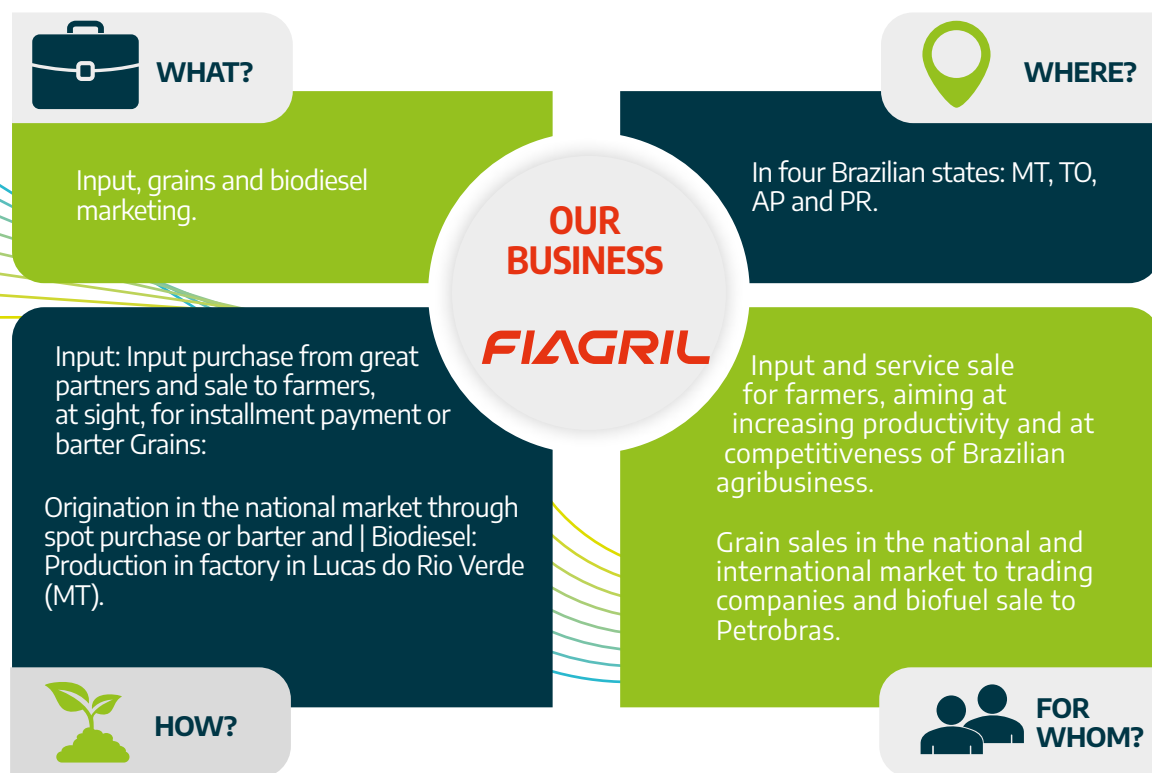 WHAT?
Input, grains and biodiesel
marketing.
WHERE?
In four Brazilian states: MT, TO,
AP and PR.
OUR
BUSINESS
FIAGRIL
Input: Input purchase from great
partners and sale to farmers,
at sight, for installment payment or
barter Grains:
Origination in the national market through
spot purchase or barter and | Biodiesel:
Production in factory in Lucas do Rio Verde
(MT).
HOW?
Input and service sale
for farmers, aiming at
increasing productivity and at
competitiveness of Brazilian
agribusiness.
Grain sales in the national and
international market to trading
companies and biofuel sale to
Petrobras.
FOR
WHOM?